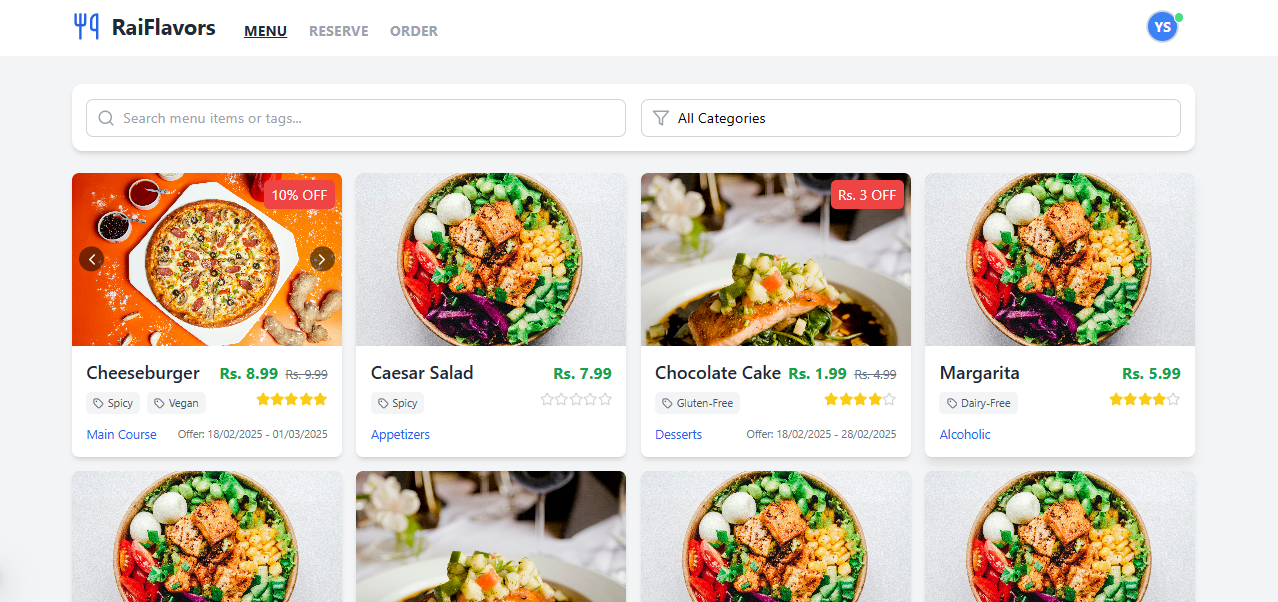 RaiFlavors MENU RESERVE ORDER YS
Search menu items or tags... All Categories
10% OFF
Rs. 3 OFF
Cheeseburger Rs. 8.99 Rs. 9.99
Spicy Vegan
Main Course Offer: 18/02/2025 - 01/03/2025
Caesar Salad Rs. 7.99
Spicy
Appetizers
Chocolate Cake Rs. 1.99 Rs. 4.99
Gluten-Free
Desserts Offer: 18/02/2025 - 28/02/2025
Margarita Rs. 5.99
Dairy-Free
Alcoholic